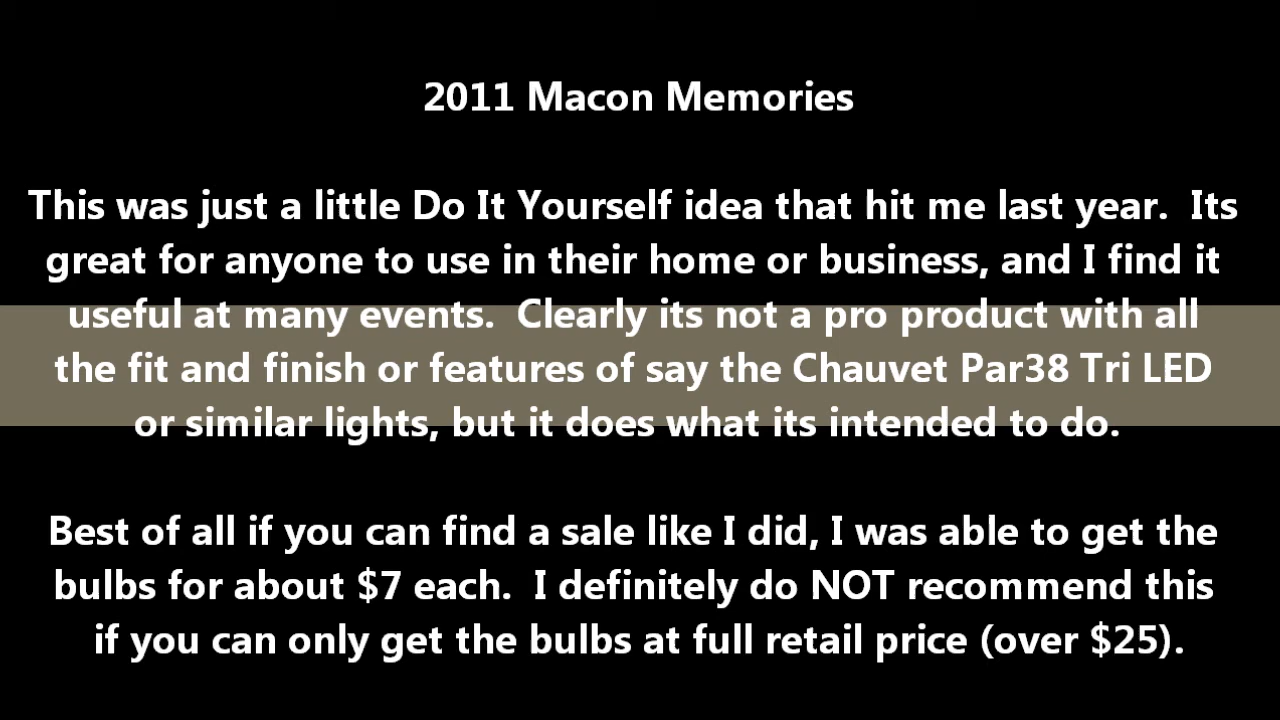 2011 Macon Memories
This was just a little Do It Yourself idea that hit me last year.  Its
great for anyone to use in their home or business, and I find it
useful at many events.  Clearly its not a pro product with all
the fit and finish or features of say the Chauvet Par38 Tri LED
or similar lights, but it does what its intended to do.
Best of all if you can find a sale like I did, I was able to get the
bulbs for about $7 each.  I definitely do NOT recommend this
if you can only get the bulbs at full retail price (over $25).